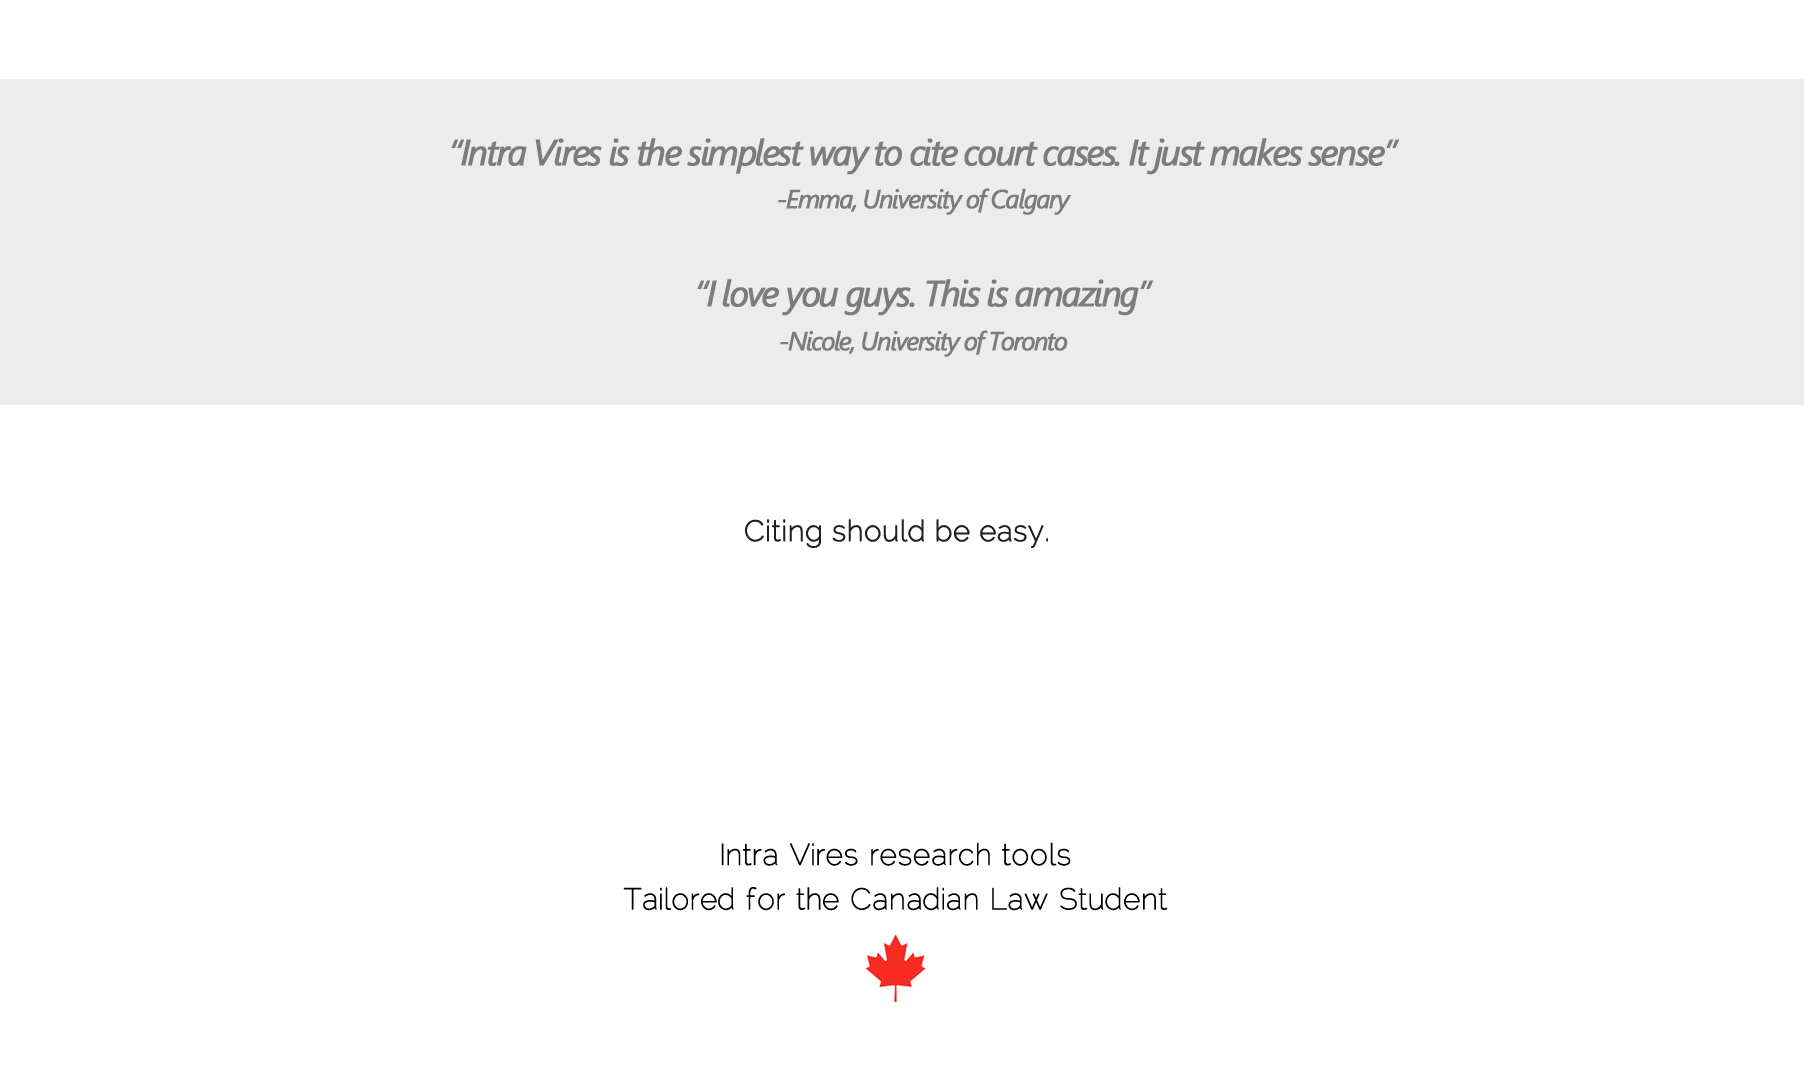 “Intra Vires is the simplest way to cite court cases. It just makes sense”
-Emma, University of Calgary
“I love you guys. This is amazing”
-Nicole, University of Toronto
Citing should be easy.
Intra Vires research tools
Tailored for the Canadian Law Student